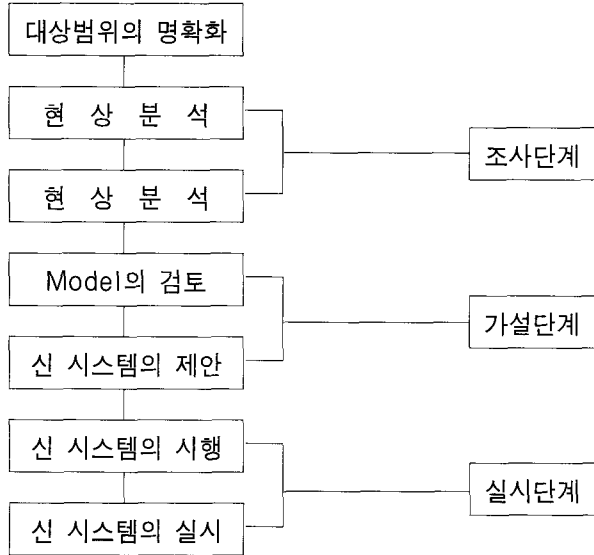 대상범위의 명확화
현 상 분 석
조사단계
현 상 분 석
Model의 검토
가설단계
신 시스템의 제안
신 시스템의 시행
실시단계
신 시스템의 실시